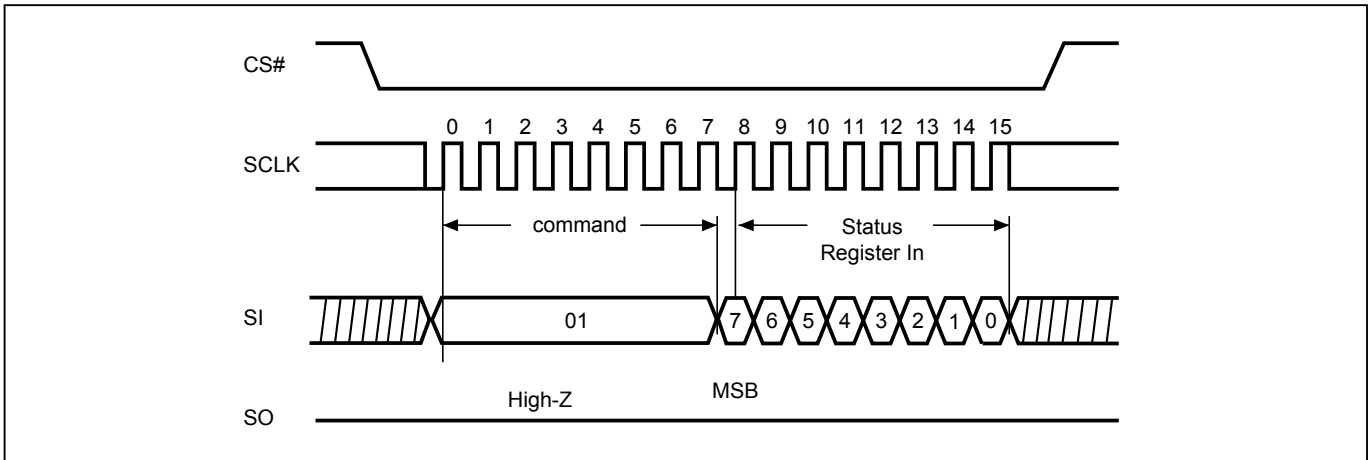 CS#
0 1 2 3 4 5 6 7 8 9 10 11 12 13 14 15
SCLK
command
Status
Register In
SI
01
7 6 5 4 3 2 1 0
MSB
High-Z
SO